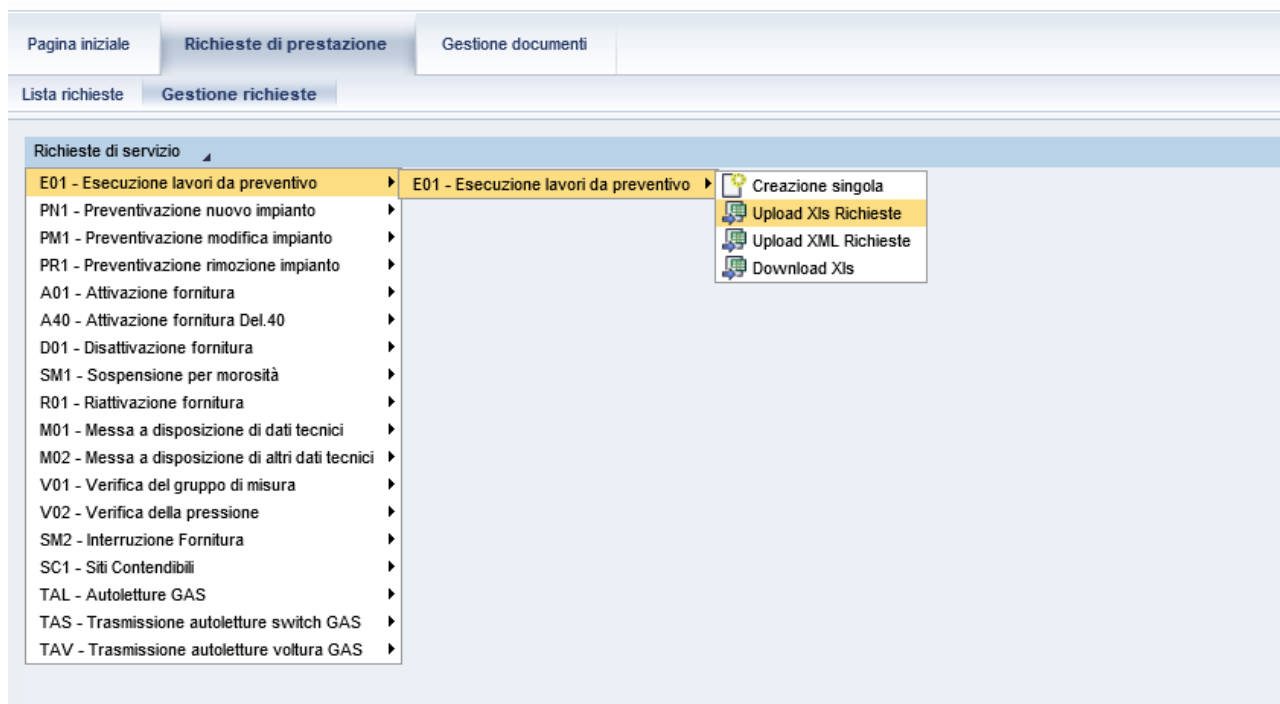 Pagina iniziale Richieste di prestazione Gestione documenti
Lista richieste Gestione richieste
Richieste di servizio
E01 - Esecuzione lavori da preventivo E01 - Esecuzione lavori da preventivo Creazione singola
PN1 - Preventivazione nuovo impianto Upload Xls Richieste
PM1 - Preventivazione modifica impianto Upload XML Richieste
PR1 - Preventivazione rimozione impianto Download Xls
A01 - Attivazione fornitura
A40 - Attivazione fornitura Del.40
D01 - Disattivazione fornitura
SM1 - Sospensione per morosità
R01 - Riattivazione fornitura
M01 - Messa a disposizione di dati tecnici
M02 - Messa a disposizione di altri dati tecnici
V01 - Verifica del gruppo di misura
V02 - Verifica della pressione
SM2 - Interruzione Fornitura
SC1 - Siti Contendibili
TAL - Autoletture GAS
TAS - Trasmissione autoletture switch GAS
TAV - Trasmissione autoletture voltura GAS